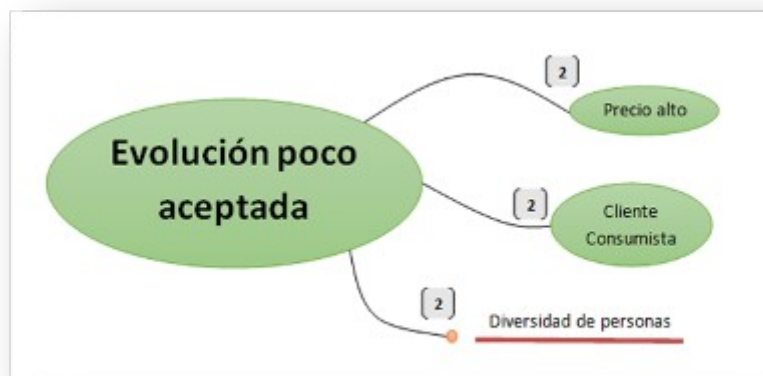 Evolución poco
aceptada
2
Precio alto
2
Cliente
Consumista
2
Diversidad de personas